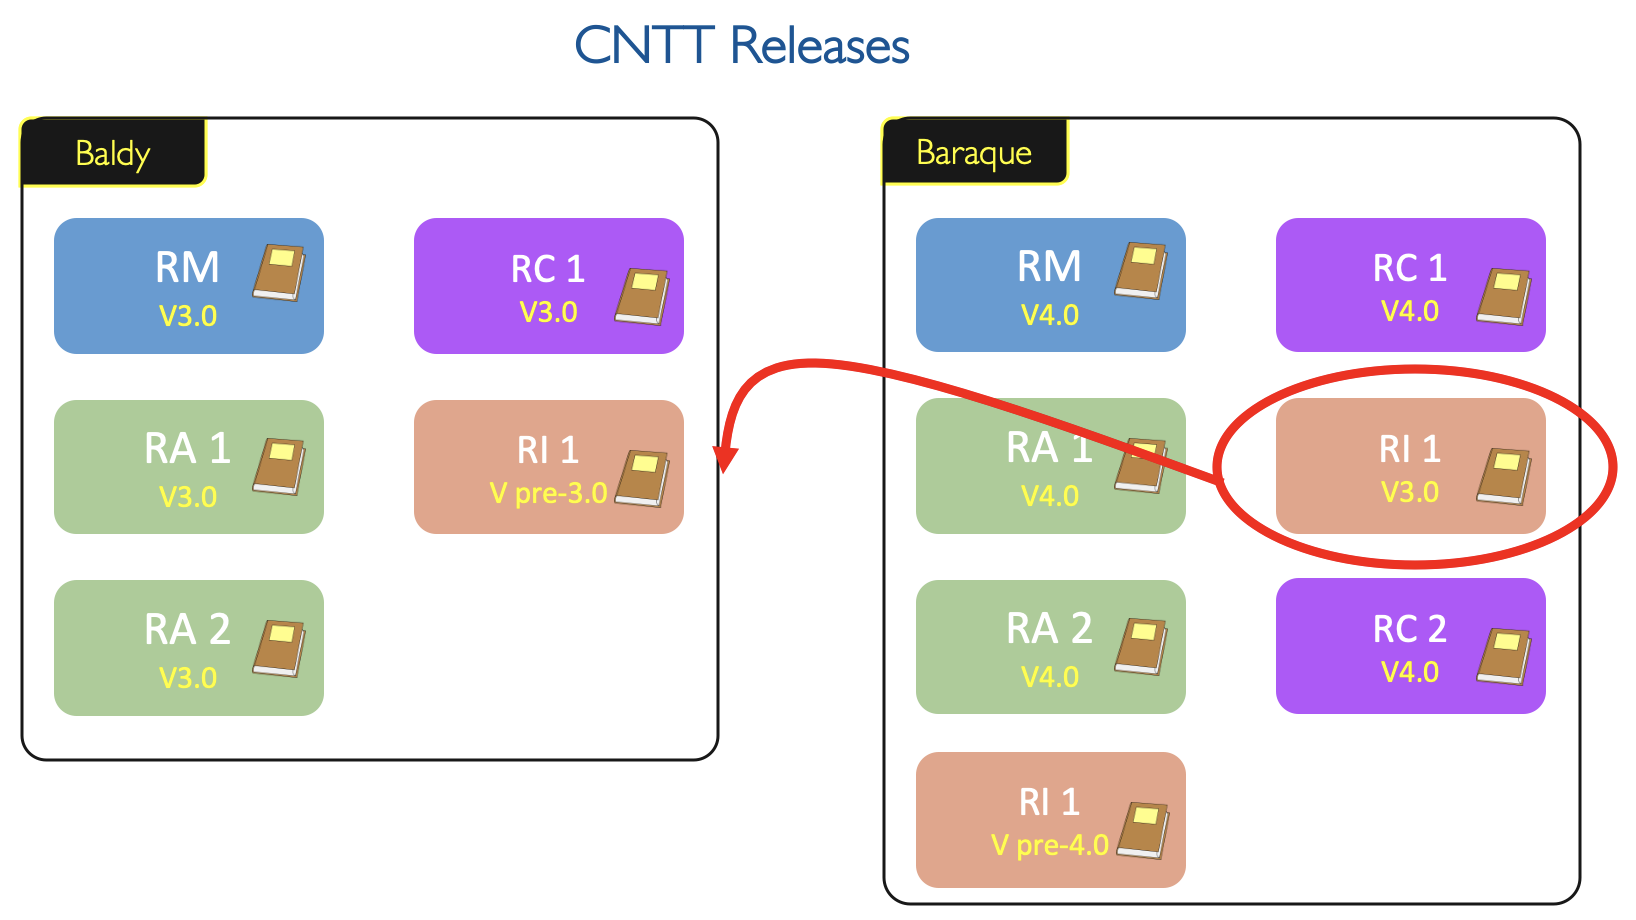 CNTT Releases
Baldy
RM
V3.0
RC 1
V3.0
RA 1
V3.0
RI 1
V pre-3.0
RA 2
V3.0
Baraque
RM
V4.0
RC 1
V4.0
RA 1
V4.0
RI 1
V3.0
RA 2
V4.0
RC 2
V4.0
RI 1
V pre-4.0